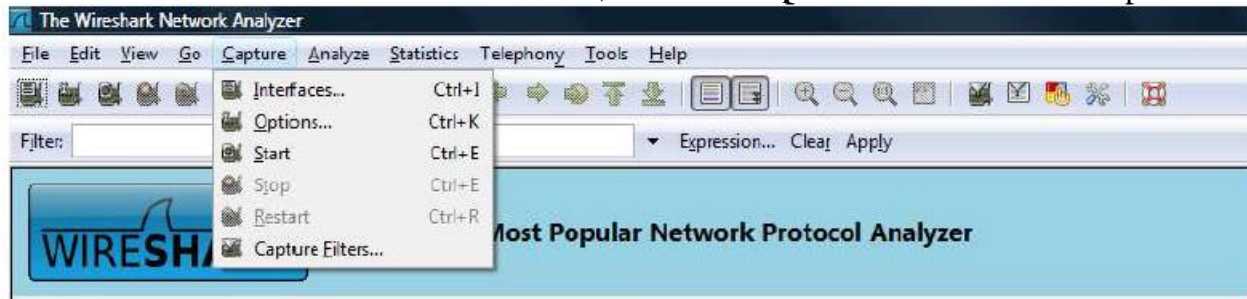 The Wireshark Network Analyzer
File Edit View Go Capture Analyze Statistics Telephony Tools Help
Interfaces... Ctrl+I
Options... Ctrl+K
Filter: Expression... Clear Apply
Start Ctrl+E
Stop Ctrl+E
Restart Ctrl+R
Most Popular Network Protocol Analyzer
WIRESHA
Capture Filters...